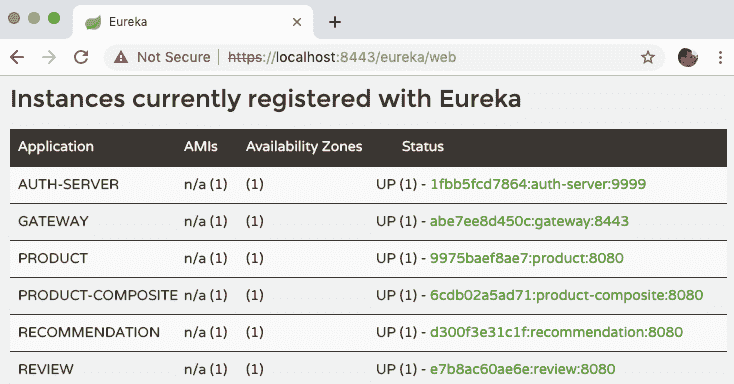 Eureka
Not Secure https://localhost:8443/eureka/web
Instances currently registered with Eureka
Application AMIs Availability Zones Status
AUTH-SERVER n/a (1) (1) UP (1) - 1fbb5fcd7864:auth-server:9999
GATEWAY n/a (1) (1) UP (1) - abe7ee8d450c:gateway:8443
PRODUCT n/a (1) (1) UP (1) - 9975baef8ae7:product:8080
PRODUCT-COMPOSITE n/a (1) (1) UP (1) - 6cdb02a5ad71:product-composite:8080
RECOMMENDATION n/a (1) (1) UP (1) - d300f3e31c1f:recommendation:8080
REVIEW n/a (1) (1) UP (1) - e7b8ac60ae6e:review:8080